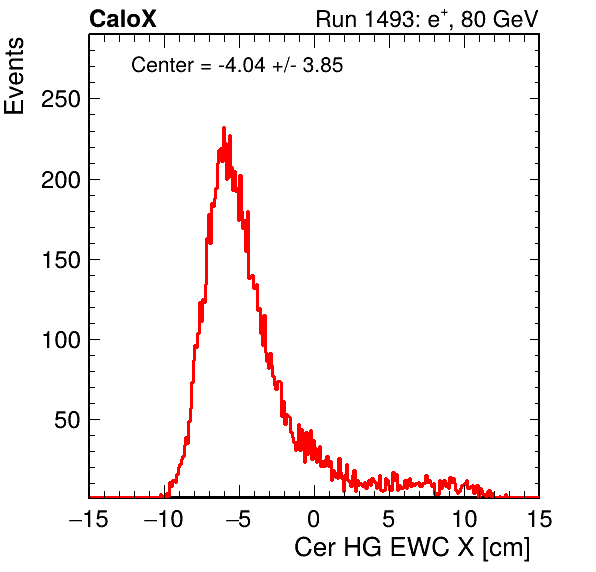 CaloX Run 1493: e⁺, 80 GeV
Center = -4.04 +/- 3.85
Events
250
200
150
100
50
−15 −10 −5 0 5 10 15
Cer HG EWC X [cm]